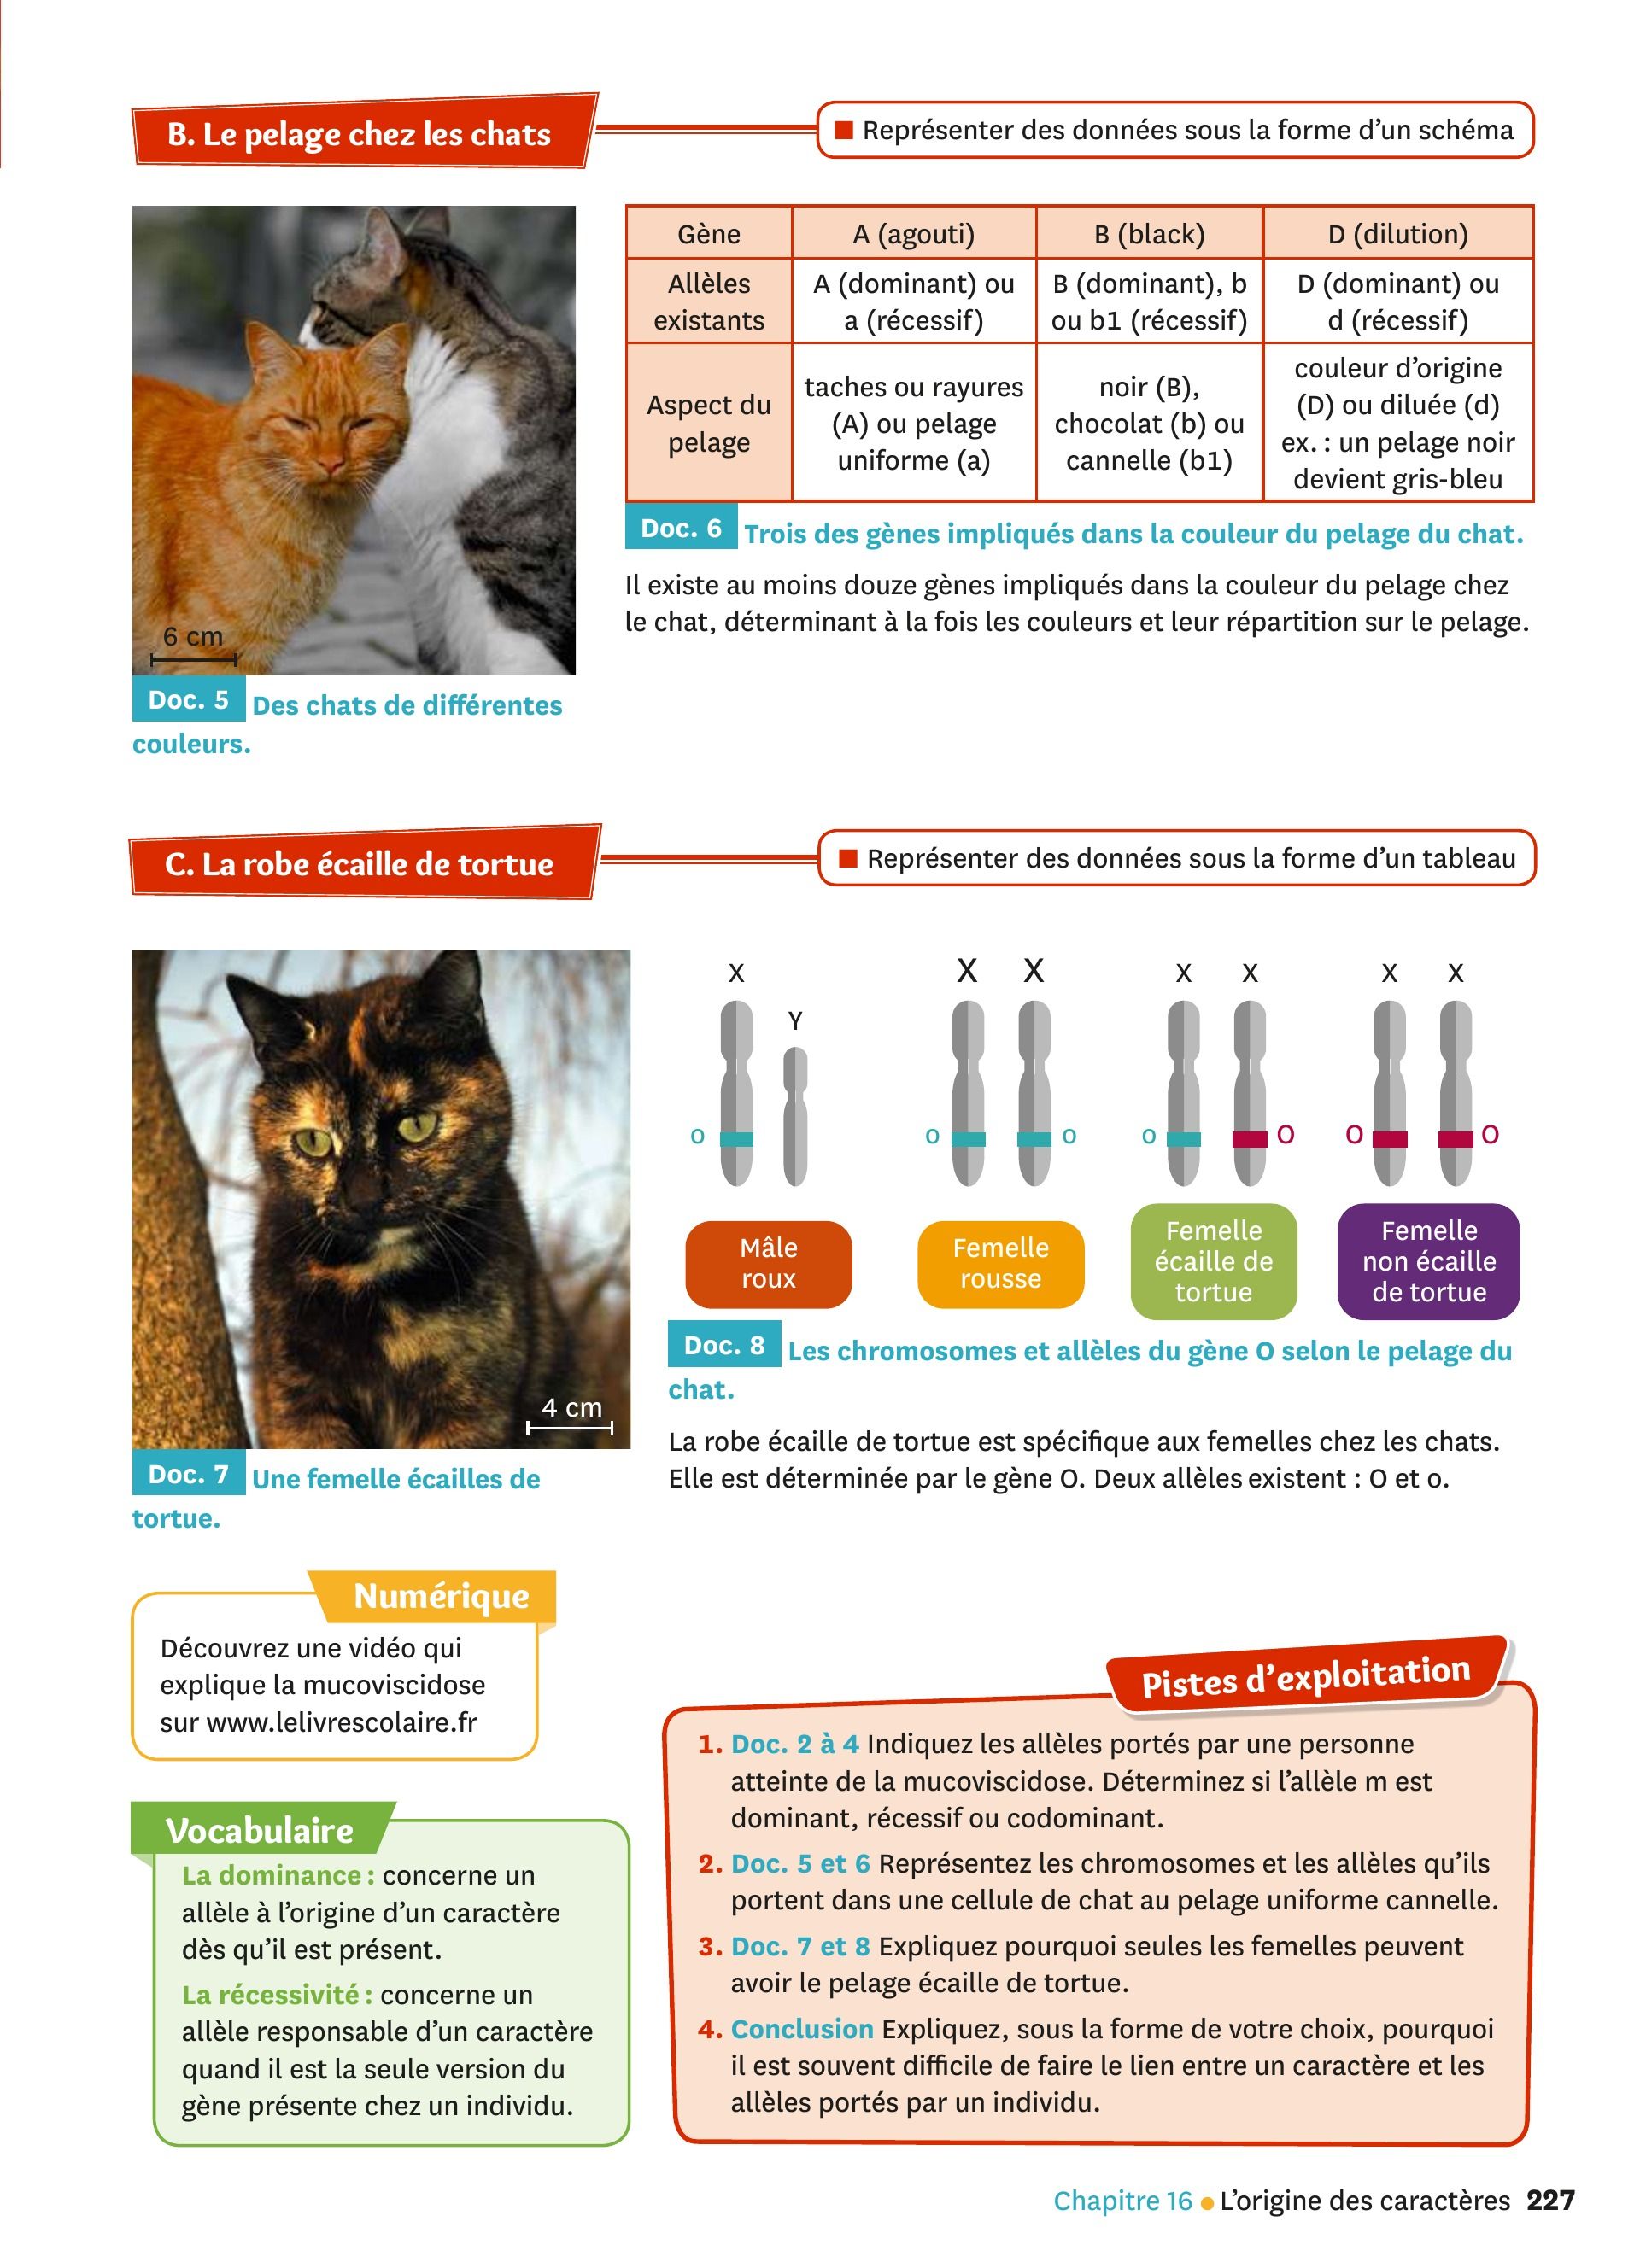 B. Le pelage chez les chats
■ Représenter des données sous la forme d'un schéma
6 cm
Doc. 5 Des chats de différentes
couleurs.
Gène A (agouti) B (black) D (dilution)
Allèles existants A (dominant) ou a (récessif) B (dominant), b ou b1 (récessif) D (dominant) ou d (récessif)
Aspect du pelage taches ou rayures (A) ou pelage uniforme (a) noir (B), chocolat (b) ou cannelle (b1) couleur d'origine (D) ou diluée (d) ex. : un pelage noir devient gris-bleu
Doc. 6 Trois des gènes impliqués dans la couleur du pelage du chat.
Il existe au moins douze gènes impliqués dans la couleur du pelage chez
le chat, déterminant à la fois les couleurs et leur répartition sur le pelage.
C. La robe écaille de tortue
■ Représenter des données sous la forme d'un tableau
4 cm
Doc. 7 Une femelle écailles de
tortue.
X Y X X X X X X
o o o o O O O
Mâle
roux
Femelle
rousse
Femelle
écaille de
tortue
Femelle
non écaille
de tortue
Doc. 8 Les chromosomes et allèles du gène O selon le pelage du
chat.
La robe écaille de tortue est spécifique aux femelles chez les chats.
Elle est déterminée par le gène O. Deux allèles existent : O et o.
Numérique
Découvrez une vidéo qui
explique la mucoviscidose
sur www.lelivrescolaire.fr
Vocabulaire
La dominance : concerne un
allèle à l'origine d'un caractère
dès qu'il est présent.
La récessivité : concerne un
allèle responsable d'un caractère
quand il est la seule version du
gène présente chez un individu.
Pistes d'exploitation
1. Doc. 2 à 4 Indiquez les allèles portés par une personne
atteinte de la mucoviscidose. Déterminez si l'allèle m est
dominant, récessif ou codominant.
2. Doc. 5 et 6 Représentez les chromosomes et les allèles qu'ils
portent dans une cellule de chat au pelage uniforme cannelle.
3. Doc. 7 et 8 Expliquez pourquoi seules les femelles peuvent
avoir le pelage écaille de tortue.
4. Conclusion Expliquez, sous la forme de votre choix, pourquoi
il est souvent difficile de faire le lien entre un caractère et les
allèles portés par un individu.
Chapitre 16 • L'origine des caractères 227